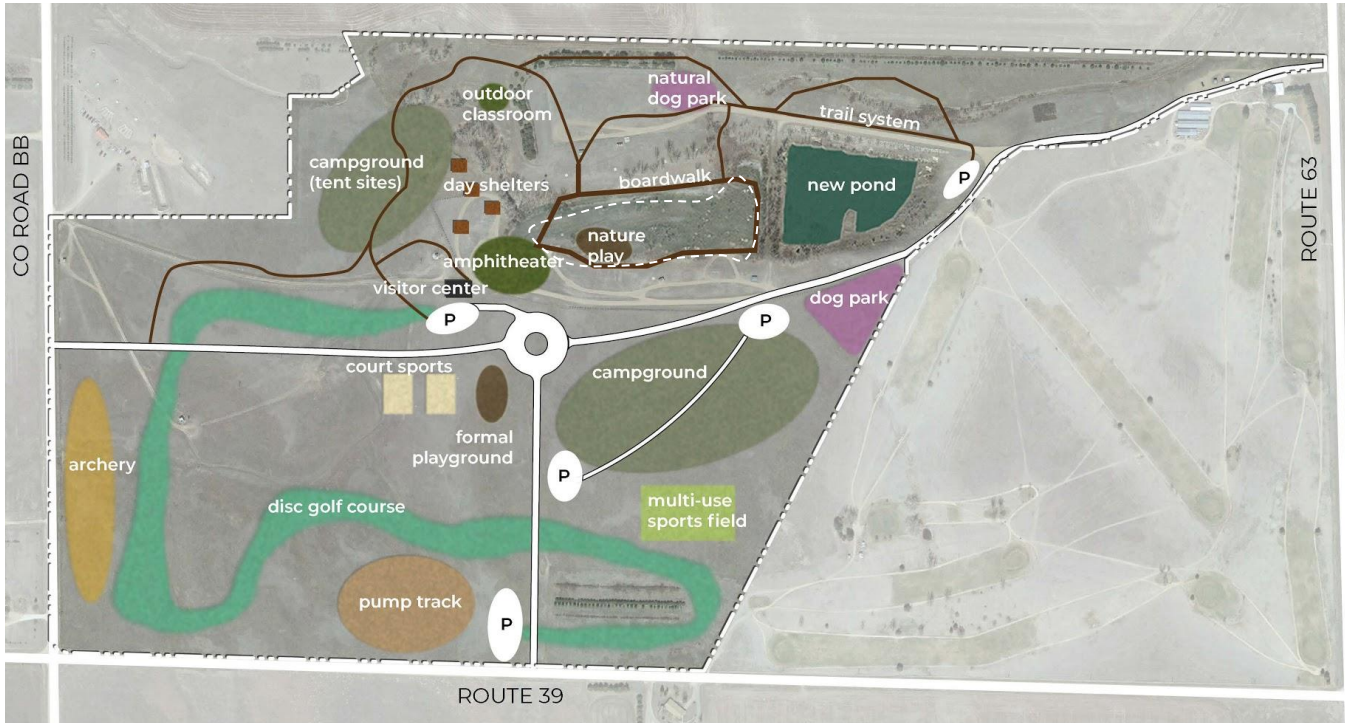 natural
dog park
outdoor
classroom
trail system
campground
(tent sites)
day shelters
boardwalk
new pond
P
CO ROAD BB
ROUTE 63
nature
play
amphitheater
visitor center
dog park
P
P
court sports
campground
formal
playground
archery
P
disc golf course
multi-use
sports field
pump track
P
ROUTE 39